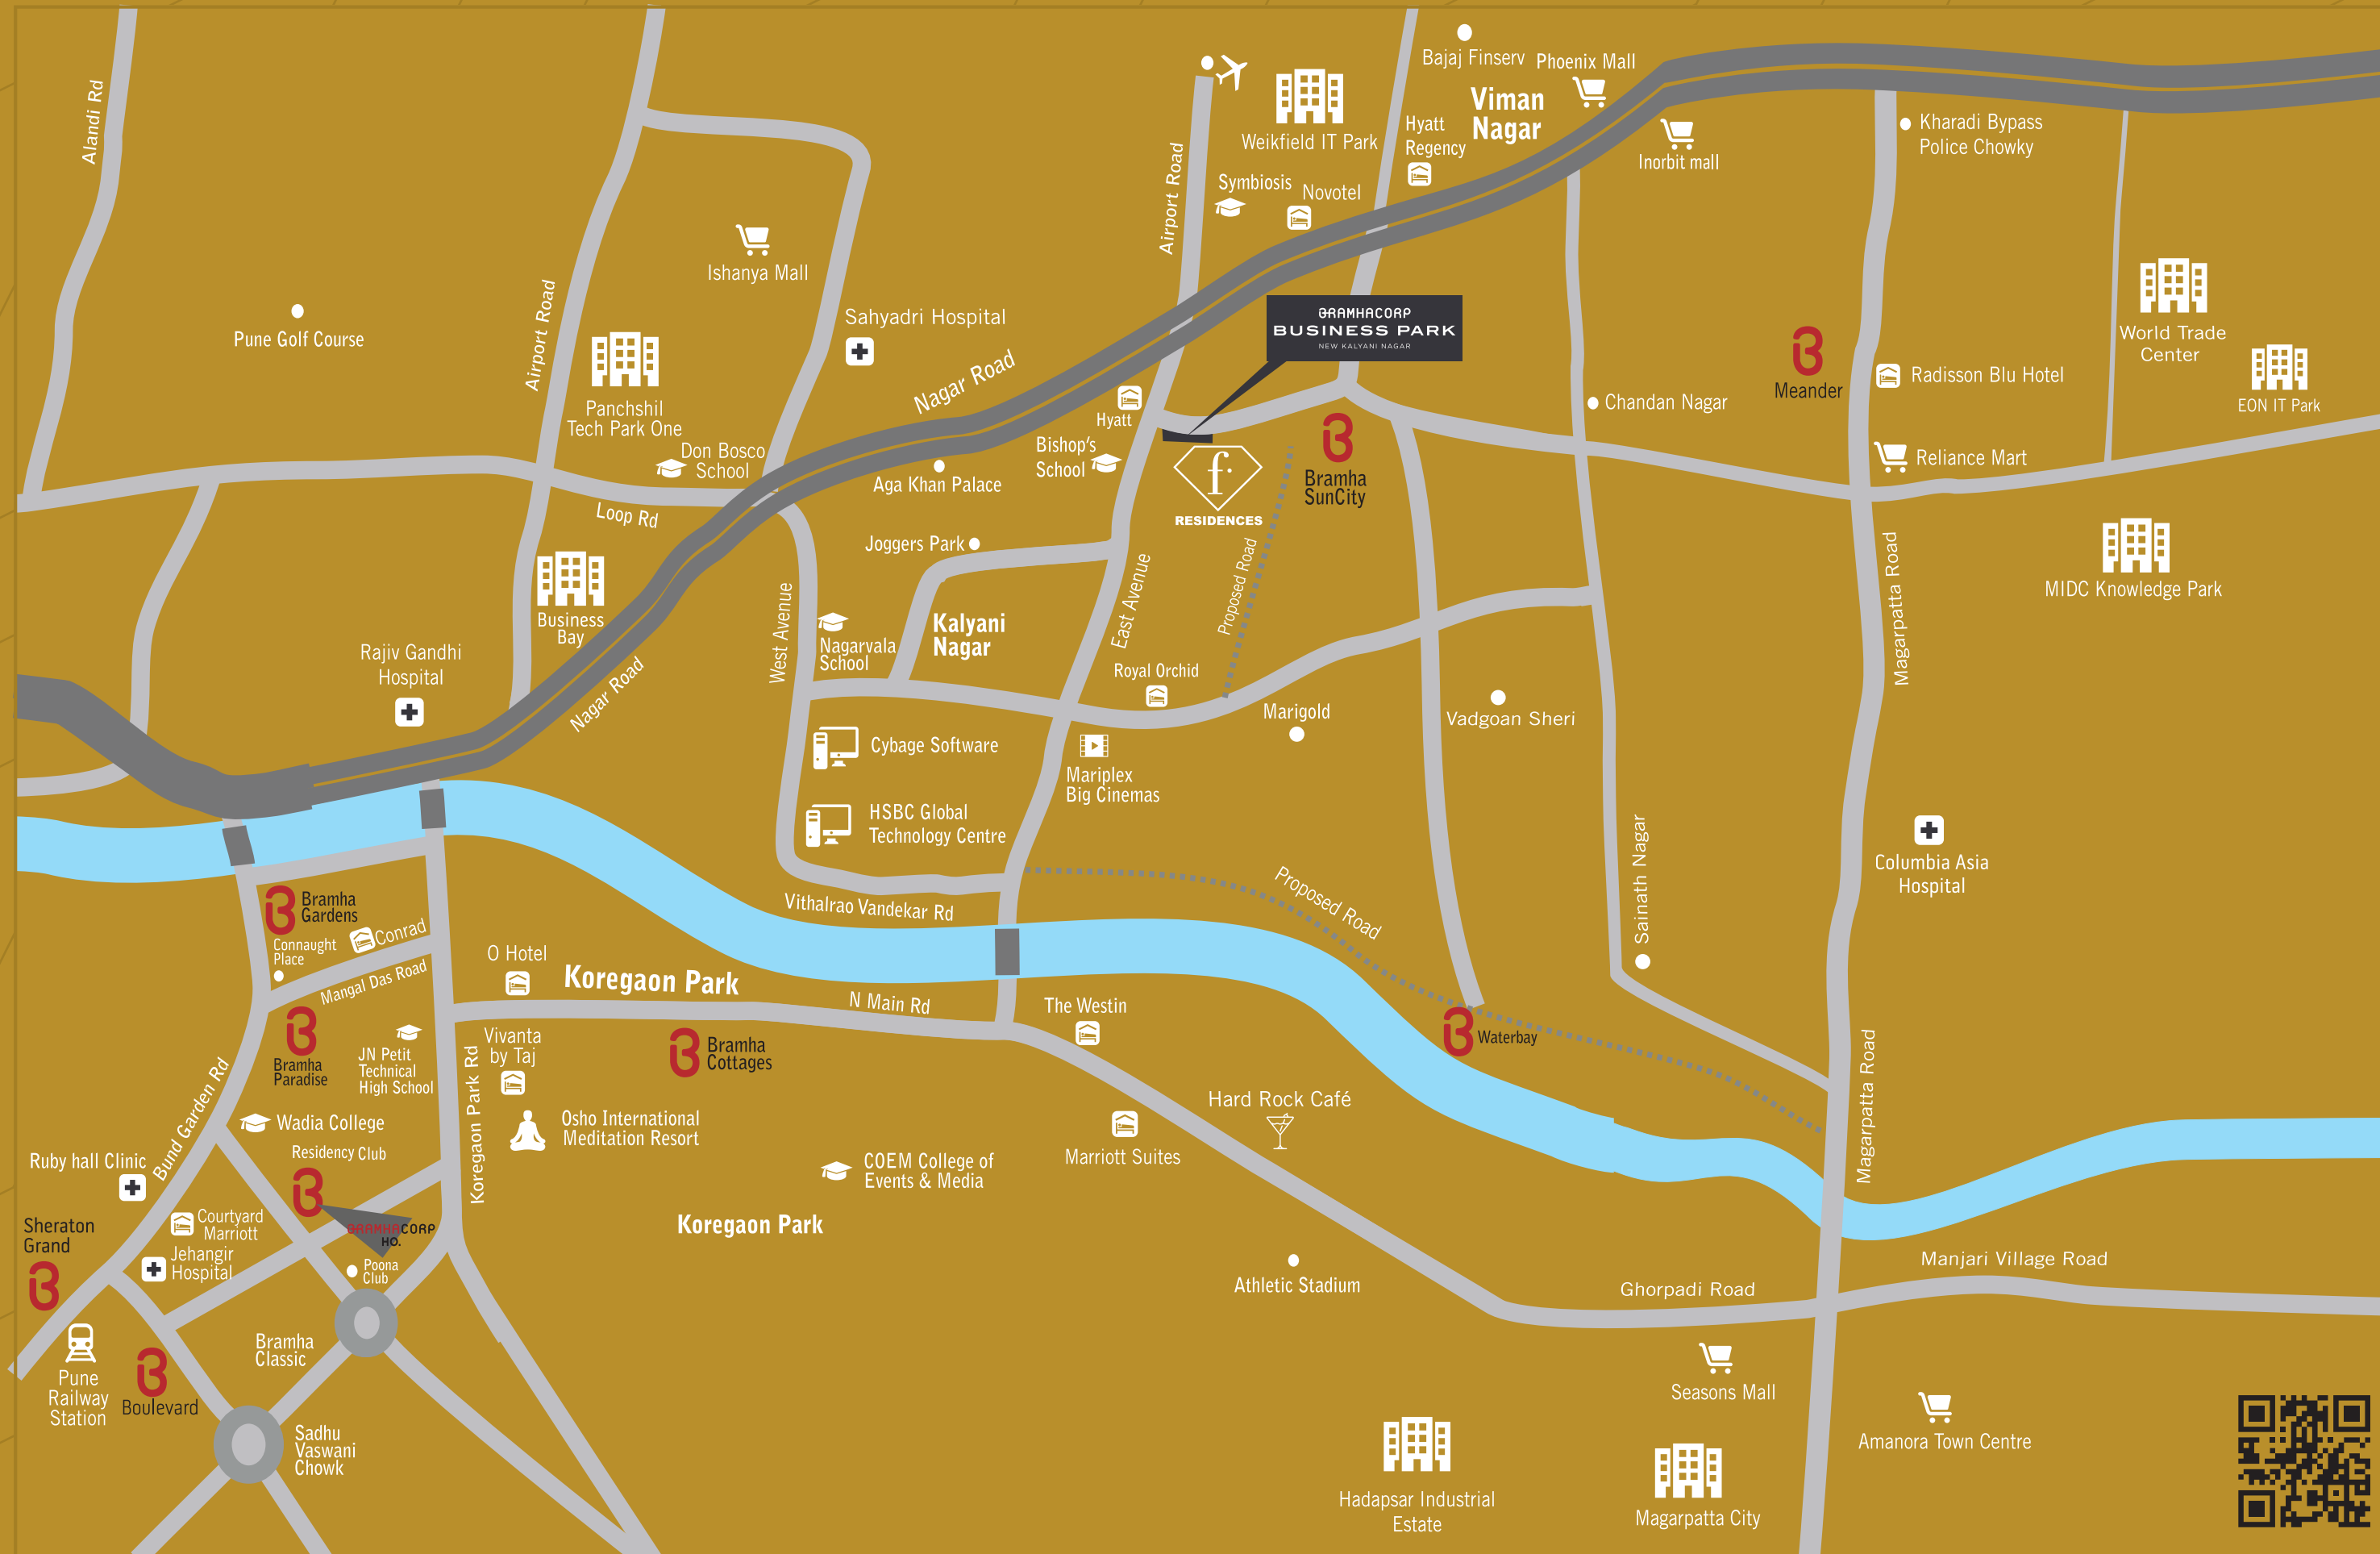 Alandi Rd
Pune Golf Course
Airport Road
Ishanya Mall
Sahyadri Hospital
Panchshil
Tech Park One
Don Bosco
School
Loop Rd
Nagar Road
Aga Khan Palace
Joggers Park
Business
Bay
Rajiv Gandhi
Hospital
Nagar Road
West Avenue
Nagarvala
School
Kalyani
Nagar
Cybage Software
HSBC Global
Technology Centre
Vithalrao Vandekar Rd
Airport Road
Weikfield IT Park
Symbiosis
Novotel
Bajaj Finserv
Phoenix Mall
Viman
Nagar
Hyatt
Regency
Inorbit mall
Kharadi Bypass
Police Chowky
BRAMHACORP
BUSINESS PARK
NEW KALYANI NAGAR
Hyatt
Bishop's
School
f
RESIDENCES
Bramha
SunCity
Proposed Road
East Avenue
Royal Orchid
Mariplex
Big Cinemas
Marigold
Vadgoan Sheri
Chandan Nagar
Meander
Radisson Blu Hotel
World Trade
Center
EON IT Park
Reliance Mart
Magarpatta Road
MIDC Knowledge Park
Sainath Nagar
Columbia Asia
Hospital
Proposed Road
Waterbay
Magarpatta Road
Bramha
Gardens
Connaught
Place
Conrad
Mangal Das Road
Bramha
Paradise
JN Petit
Technical
High School
O Hotel
Koregaon Park
N Main Rd
The Westin
Vivanta
by Taj
Bramha
Cottages
Koregaon Park Rd
Osho International
Meditation Resort
COEM College of
Events & Media
Koregaon Park
Marriott Suites
Hard Rock Café
Athletic Stadium
Bund Garden Rd
Wadia College
Residency Club
Ruby hall Clinic
Courtyard
Marriott
Jehangir
Hospital
BRAMHACORP
HO.
Poona
Club
Sheraton
Grand
Pune
Railway
Station
Boulevard
Bramha
Classic
Sadhu
Vaswani
Chowk
Ghorpadi Road
Manjari Village Road
Seasons Mall
Amanora Town Centre
Hadapsar Industrial
Estate
Magarpatta City